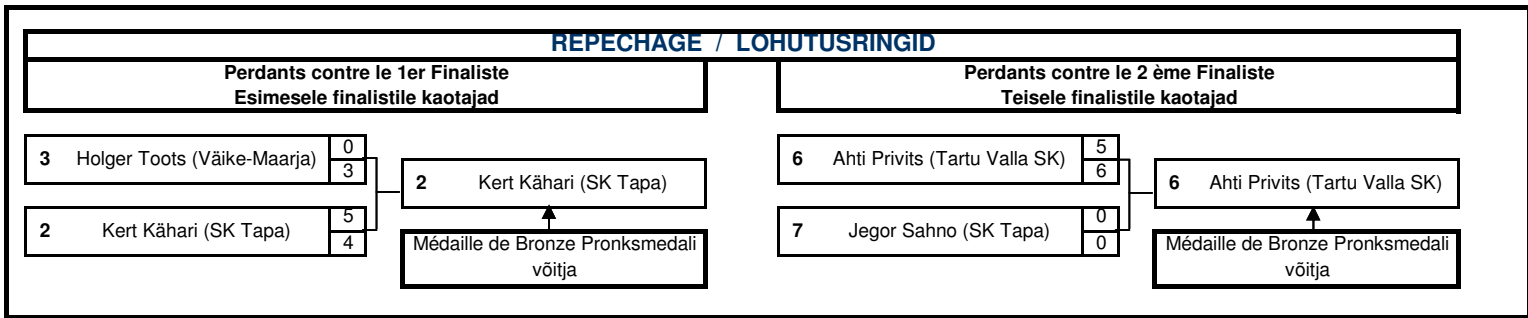 REPECHAGE / LOHUTUSRINGID
Perdants contre le 1er Finaliste
Esimesele finalistile kaotajad
Perdants contre le 2 ème Finaliste
Teisele finalistile kaotajad
3 Holger Toots (Väike-Maarja) 0
3
2 Kert Kähari (SK Tapa)
2 Kert Kähari (SK Tapa) 5
4
Médaille de Bronze Pronksmedali
võitja
6 Ahti Privits (Tartu Valla SK) 5
6
6 Ahti Privits (Tartu Valla SK)
7 Jegor Sahno (SK Tapa) 0
0
Médaille de Bronze Pronksmedali
võitja